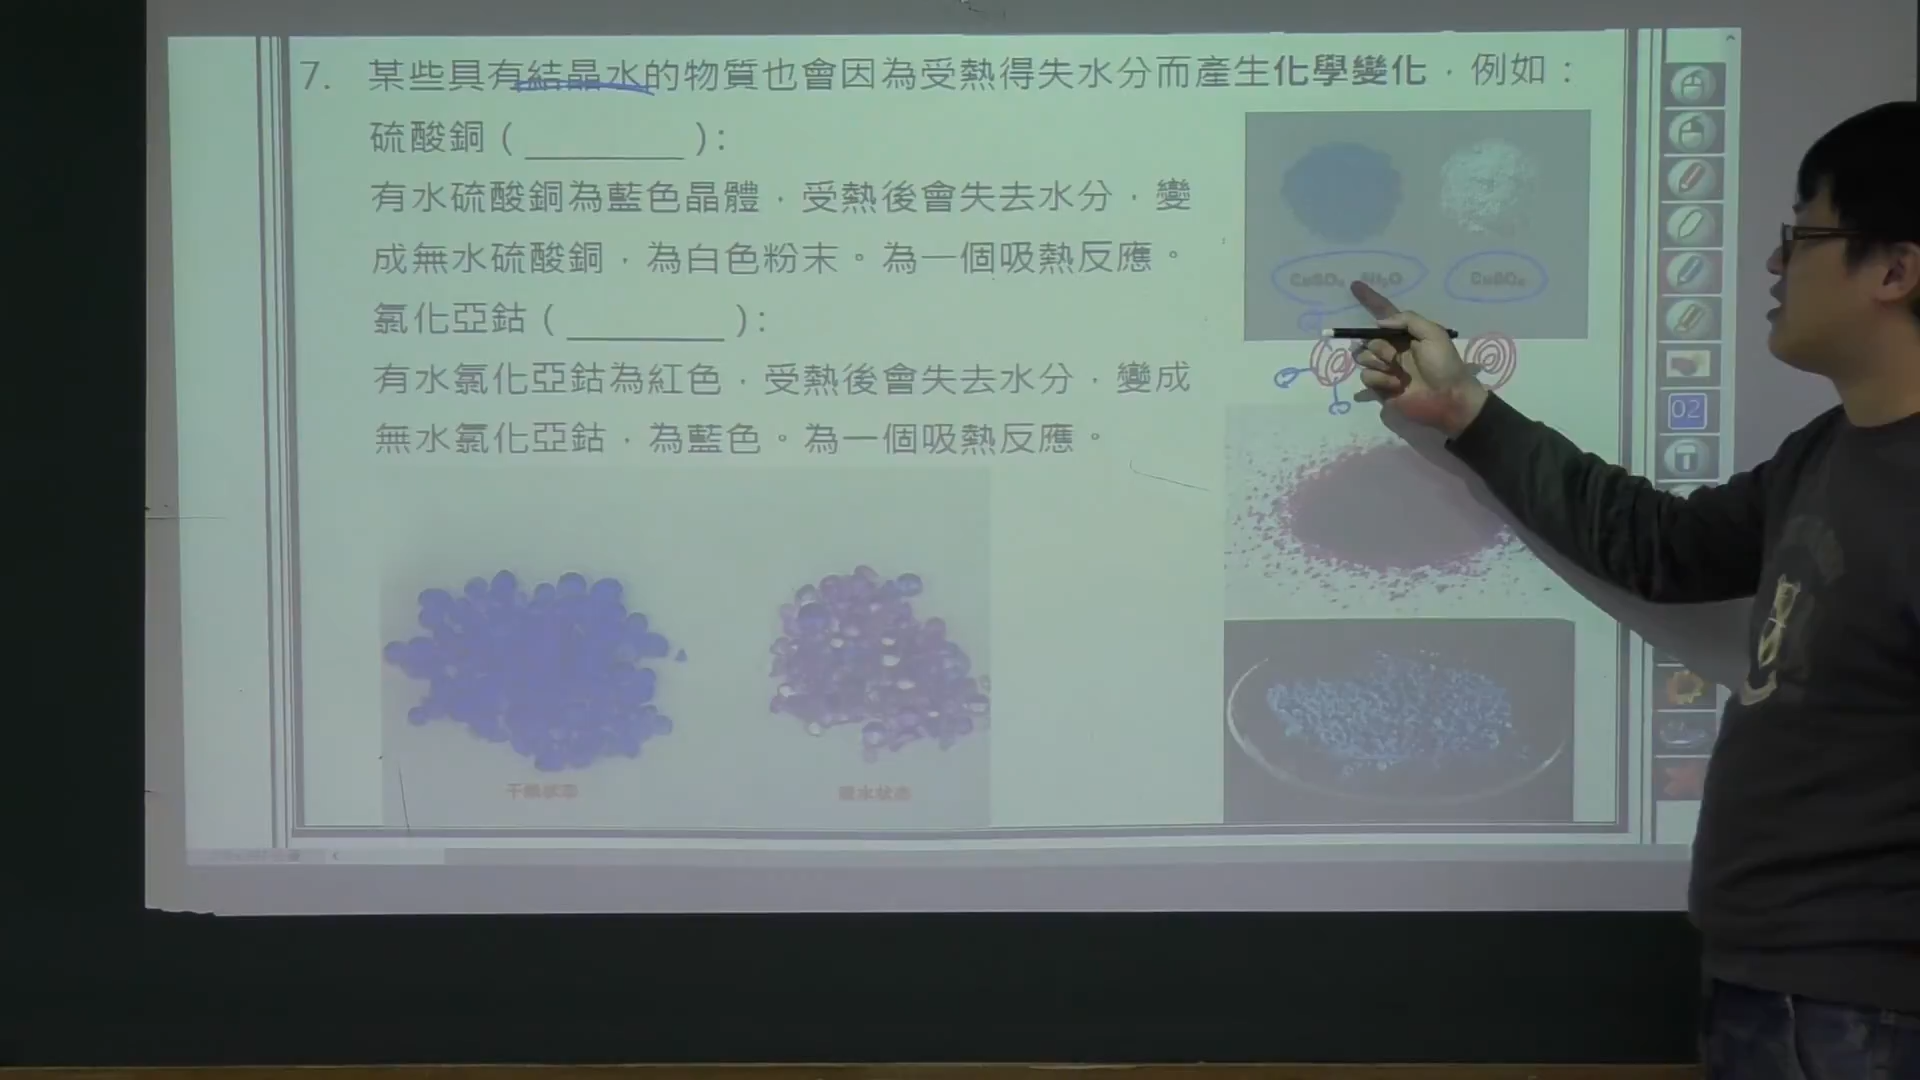 7. 某些具有結晶水的物質也會因為受熱得失水分而產生化學變化，例如：
硫酸銅 (________)：
有水硫酸銅為藍色晶體，受熱後會失去水分，變
成無水硫酸銅，為白色粉末。為一個吸熱反應。
氯化亞鈷 (________)：
有水氯化亞鈷為紅色，受熱後會失去水分，變成
無水氯化亞鈷，為藍色。為一個吸熱反應。
CuSO₄
02